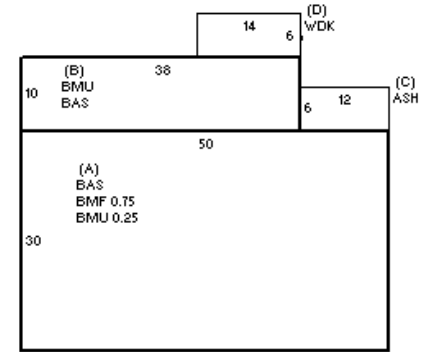 14
6
(D)
WDK
(B)
BMU
BAS
38
10
(C)
ASH
12
6
50
(A)
BAS
BMF 0.75
BMU 0.25
30